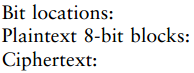 Bit locations:
Plaintext 8-bit blocks:
Ciphertext: